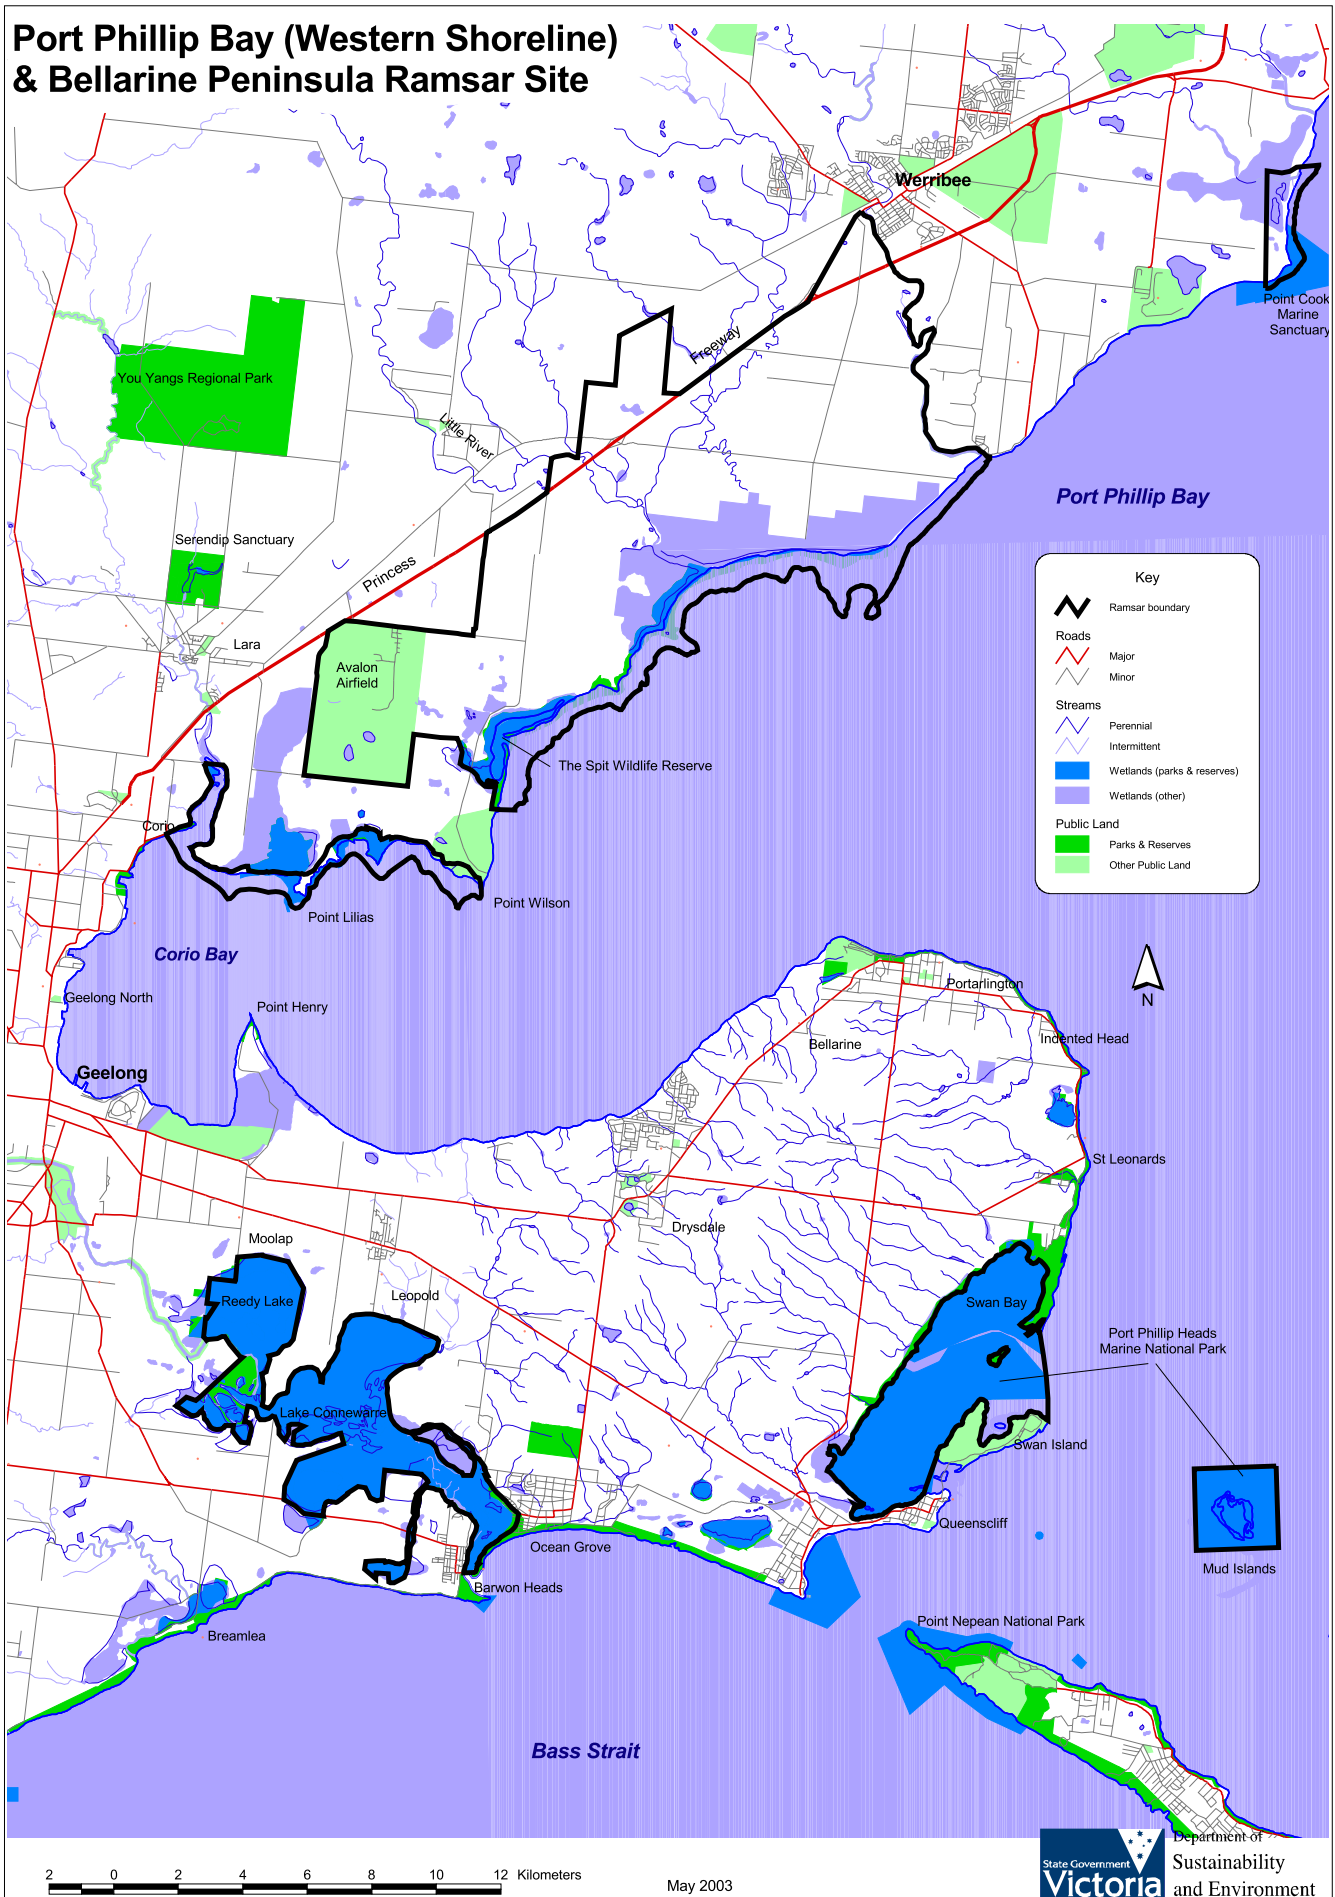 Port Phillip Bay (Western Shoreline)
& Bellarine Peninsula Ramsar Site
Werribee
Point Cook
Marine
Sanctuary
Freeway
You Yangs Regional Park
Little River
Port Phillip Bay
Serendip Sanctuary
Princess
Lara
Avalon
Airfield
The Spit Wildlife Reserve
Corio
Point Wilson
Point Lilias
Corio Bay
Geelong North
Point Henry
Geelong
Key
Ramsar boundary
Roads
Major
Minor
Streams
Perennial
Intermittent
Wetlands (parks & reserves)
Wetlands (other)
Public Land
Parks & Reserves
Other Public Land
N
Portarlington
Bellarine
Indented Head
St Leonards
Drysdale
Moolap
Leopold
Reedy Lake
Swan Bay
Port Phillip Heads
Marine National Park
Lake Connewarre
Swan Island
Queenscliff
Ocean Grove
Mud Islands
Barwon Heads
Breamlea
Point Nepean National Park
Bass Strait
2 0 2 4 6 8 10 12 Kilometers
May 2003
State Government
Victoria
Department of
Sustainability
and Environment